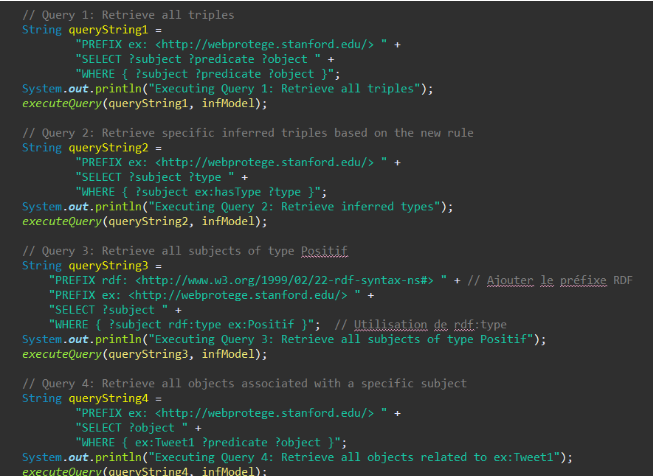 // Query 1: Retrieve all triples
String queryString1 =
"PREFIX ex: <http://webprotege.stanford.edu/> " +
"SELECT ?subject ?predicate ?object " +
"WHERE { ?subject ?predicate ?object }";
System.out.println("Executing Query 1: Retrieve all triples");
executeQuery(queryString1, infModel);
// Query 2: Retrieve specific inferred triples based on the new rule
String queryString2 =
"PREFIX ex: <http://webprotege.stanford.edu/> " +
"SELECT ?subject ?type " +
"WHERE { ?subject ex:hasType ?type }";
System.out.println("Executing Query 2: Retrieve inferred types");
executeQuery(queryString2, infModel);
// Query 3: Retrieve all subjects of type Positif
String queryString3 =
"PREFIX rdf: <http://www.w3.org/1999/02/22-rdf-syntax-ns#> " + // Ajouter le préfixe RDF
"PREFIX ex: <http://webprotege.stanford.edu/> " +
"SELECT ?subject " +
"WHERE { ?subject rdf:type ex:Positif }"; // Utilisation de rdf:type
System.out.println("Executing Query 3: Retrieve all subjects of type Positif");
executeQuery(queryString3, infModel);
// Query 4: Retrieve all objects associated with a specific subject
String queryString4 =
"PREFIX ex: <http://webprotege.stanford.edu/> " +
"SELECT ?object " +
"WHERE { ex:Tweet1 ?predicate ?object }";
System.out.println("Executing Query 4: Retrieve all objects related to ex:Tweet1");
executeQuery(queryString4, infModel);